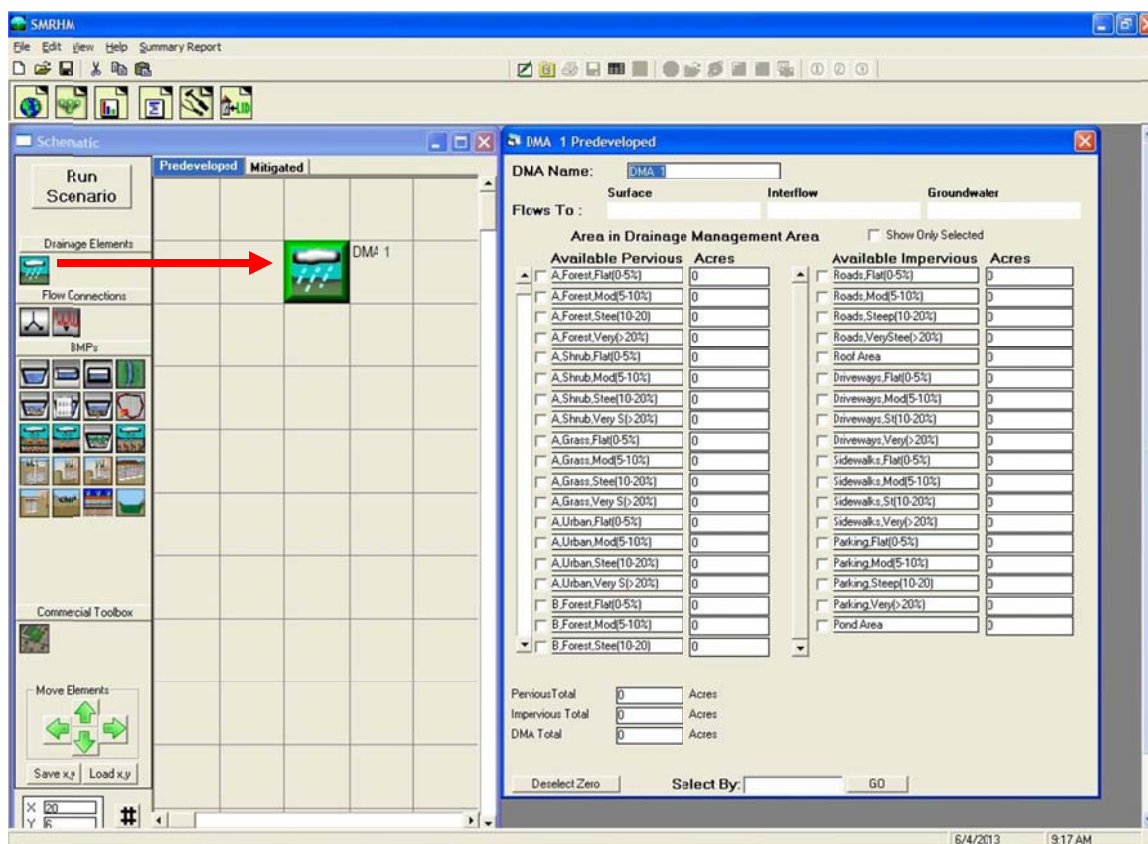 SMRHM
File Edit View Help Summary Report
Schematic
Run
Scenario
Predeveloped Mitigated
Drainage Elements
DMA 1
Flow Connections
BMPs
Commercial Toolbox
Move Elements
Save x,y Load x,y
X 20
Y 6
#
DMA 1 Predeveloped
DMA Name: DMA 1
Surface Interflow Groundwater
Flows To :
Area in Drainage Management Area Show Only Selected
Available Pervious Acres Available Impervious Acres
A,Forest,Flat(0-5%) 0 Roads,Flat(0-5%) 0
A,Forest,Mod(5-10%) 0 Roads,Mod(5-10%) 0
A,Forest,Stee(10-20) 0 Roads,Steep(10-20%) 0
A,Forest,Very(>20%) 0 Roads,VeryStee(>20%) 0
A,Shrub,Flat(0-5%) 0 Roof Area 0
A,Shrub,Mod(5-10%) 0 Driveways,Flat(0-5%) 0
A,Shrub,Stee(10-20%) 0 Driveways,Mod(5-10%) 0
A,Shrub,Very S(>20%) 0 Driveways,St(10-20%) 0
A,Grass,Flat(0-5%) 0 Driveways,Very(>20%) 0
A,Grass,Mod(5-10%) 0 Sidewalks,Flat(0-5%) 0
A,Grass,Stee(10-20%) 0 Sidewalks,Mod(5-10%) 0
A,Grass,Very S(>20%) 0 Sidewalks,St(10-20%) 0
A,Urban,Flat(0-5%) 0 Sidewalks,Very(>20%) 0
A,Urban,Mod(5-10%) 0 Parking,Flat(0-5%) 0
A,Urban,Stee(10-20%) 0 Parking,Mod(5-10%) 0
A,Urban,Very S(>20%) 0 Parking,Steep(10-20) 0
B,Forest,Flat(0-5%) 0 Parking,Very(>20%) 0
B,Forest,Mod(5-10%) 0 Pond Area 0
B,Forest,Stee(10-20) 0
PerviousTotal 0 Acres
Impervious Total 0 Acres
DMA Total 0 Acres
Deselect Zero Select By: GO
6/4/2013 9:17 AM